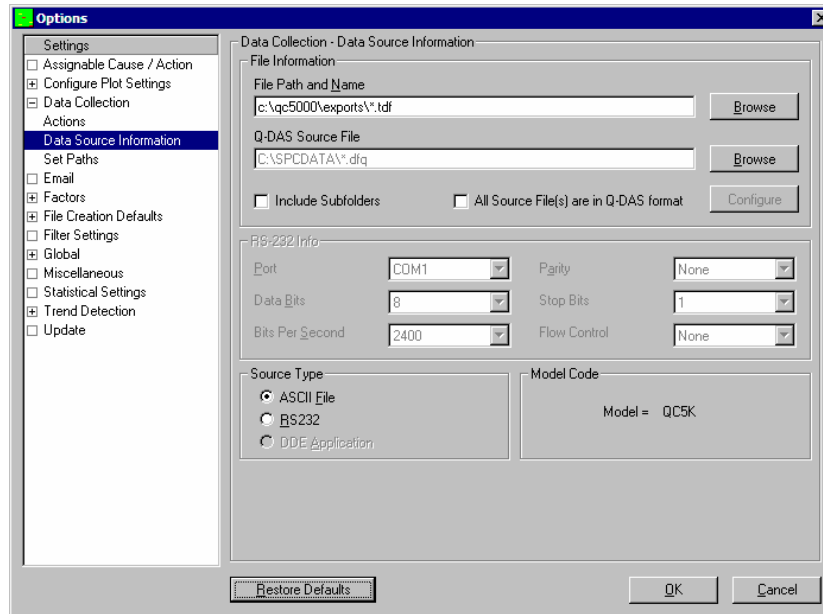 Options
Settings
Assignable Cause / Action
Configure Plot Settings
Data Collection
Actions
Data Source Information
Set Paths
Email
Factors
File Creation Defaults
Filter Settings
Global
Miscellaneous
Statistical Settings
Trend Detection
Update
Data Collection - Data Source Information
File Information
File Path and Name
c:\qc5000\exports\*.tdf
Browse
Q-DAS Source File
C:\SPCDATA\*.dfq
Browse
Include Subfolders
All Source File(s) are in Q-DAS format
Configure
RS-232 Info
Port COM1 Parity None
Data Bits 8 Stop Bits 1
Bits Per Second 2400 Flow Control None
Source Type
ASCII File
RS232
DDE Application
Model Code
Model = QC5K
Restore Defaults
OK
Cancel